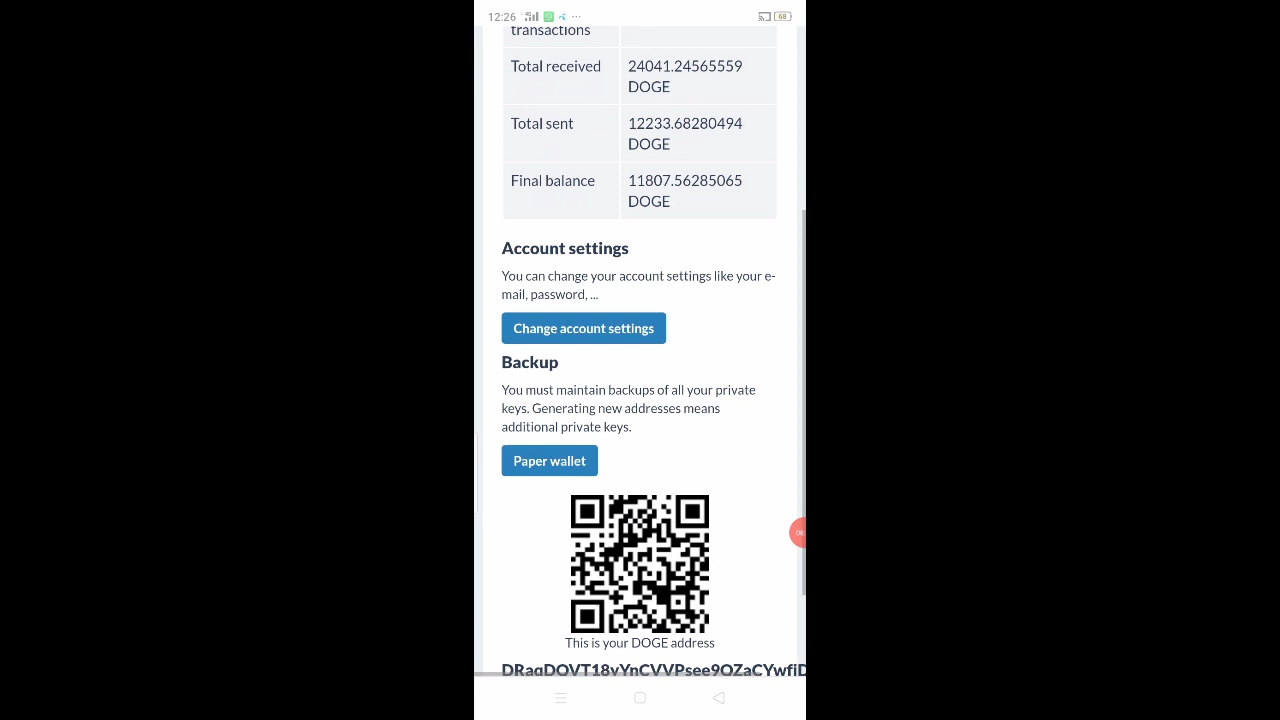 12:26
68
transactions
Total received
24041.24565559
DOGE
Total sent
12233.68280494
DOGE
Final balance
11807.56285065
DOGE
Account settings
You can change your account settings like your e-
mail, password, ...
Change account settings
Backup
You must maintain backups of all your private
keys. Generating new addresses means
additional private keys.
Paper wallet
This is your DOGE address